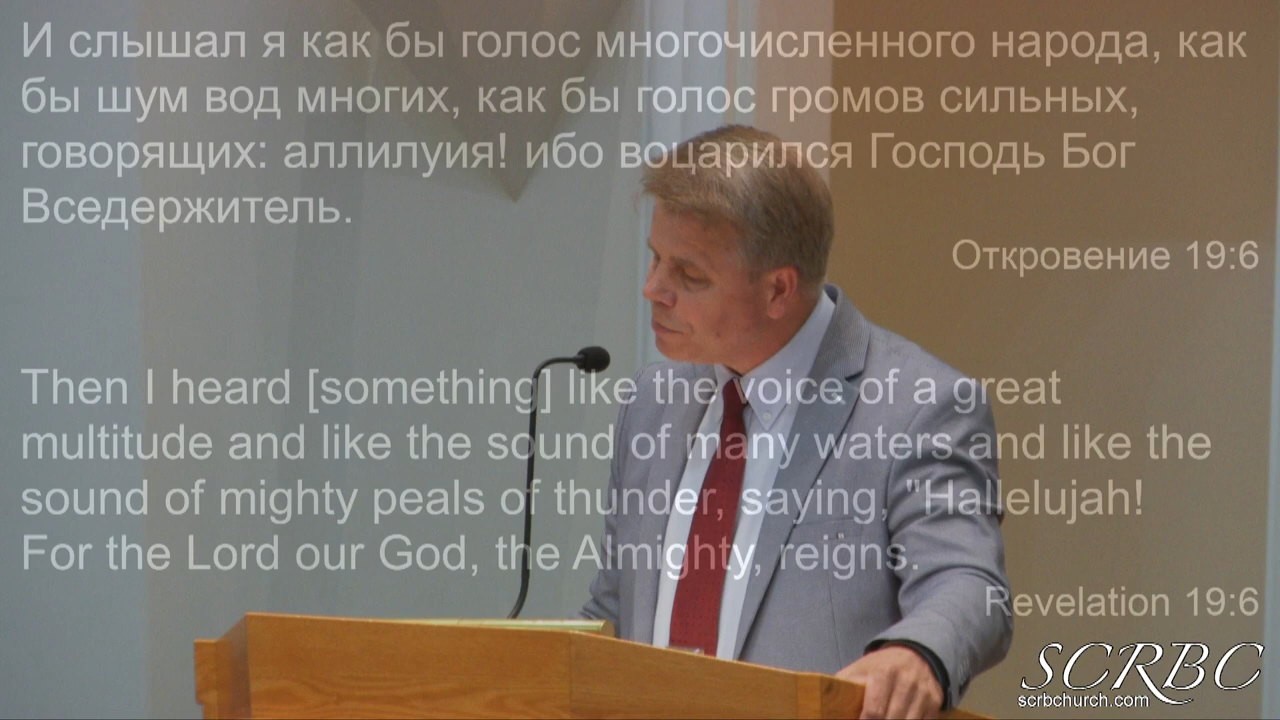 И слышал я как бы голос многочисленного народа, как
бы шум вод многих, как бы голос громов сильных,
говорящих: аллилуия! ибо воцарился Господь Бог
Вседержитель.
Откровение 19:6
Then I heard [something] like the voice of a great
multitude and like the sound of many waters and like the
sound of mighty peals of thunder, saying, "Hallelujah!
For the Lord our God, the Almighty, reigns.
Revelation 19:6
SCRBC
scrbchurch.com